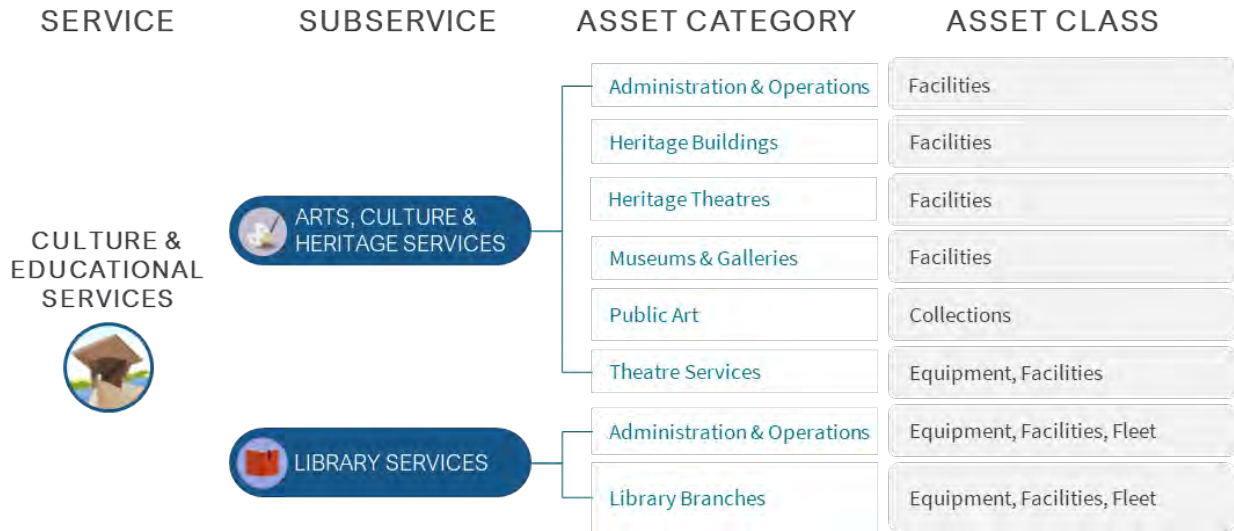 SERVICE SUBSERVICE ASSET CATEGORY ASSET CLASS
CULTURE &
EDUCATIONAL
SERVICES
ARTS, CULTURE &
HERITAGE SERVICES
Administration & Operations Facilities
Heritage Buildings Facilities
Heritage Theatres Facilities
Museums & Galleries Facilities
Public Art Collections
Theatre Services Equipment, Facilities
LIBRARY SERVICES
Administration & Operations Equipment, Facilities, Fleet
Library Branches Equipment, Facilities, Fleet